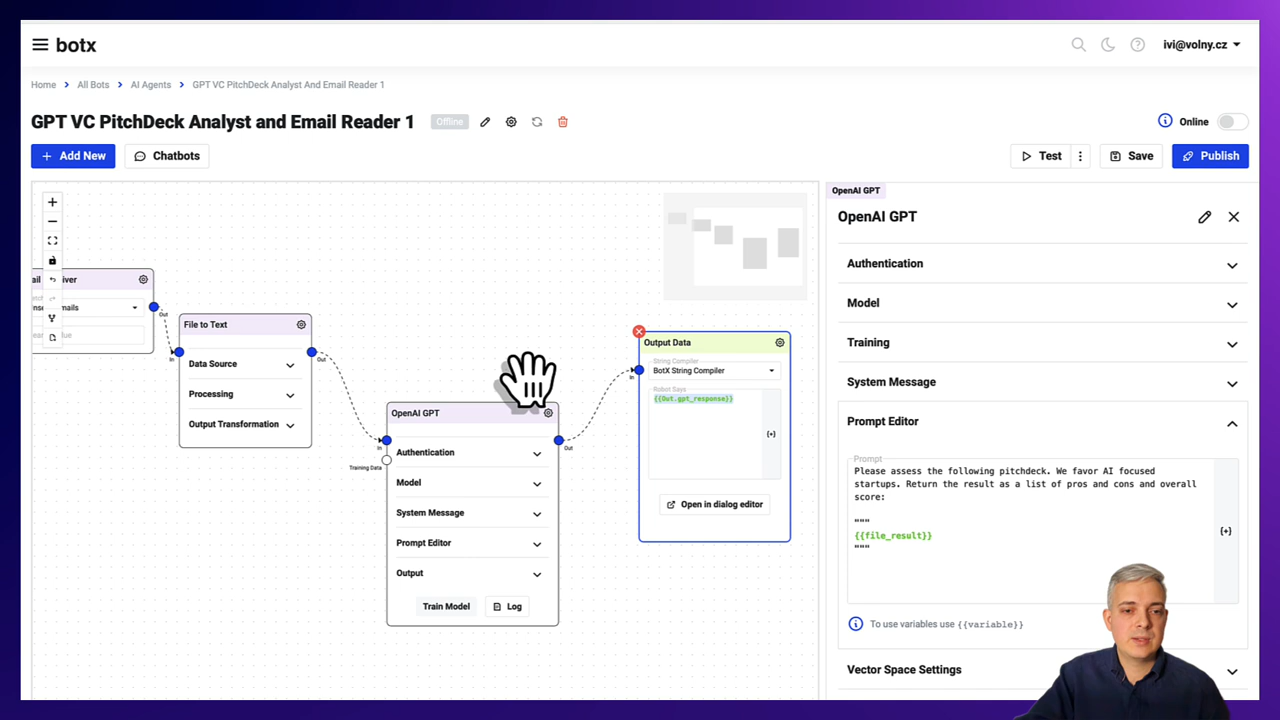 botx
ivi@volny.cz
Home > All Bots > AI Agents > GPT VC PitchDeck Analyst And Email Reader 1
GPT VC PitchDeck Analyst and Email Reader 1
Offline
Online
+ Add New
Chatbots
Test
Save
Publish
OpenAI GPT
OpenAI GPT
Authentication
Model
Training
System Message
Prompt Editor
Prompt
Please assess the following pitchdeck. We favor AI focused
startups. Return the result as a list of pros and cons and overall
score:
"""
{{file_result}}
"""
{+}
To use variables use {{variable}}
Vector Space Settings
Out
File to Text
In
Out
Data Source
Processing
Output Transformation
OpenAI GPT
In
Training Data
Out
Authentication
Model
System Message
Prompt Editor
Output
Train Model
Log
Output Data
In
String Compiler
BotX String Compiler
Robot Says
{{Out.gpt_response}}
{+}
Open in dialog editor